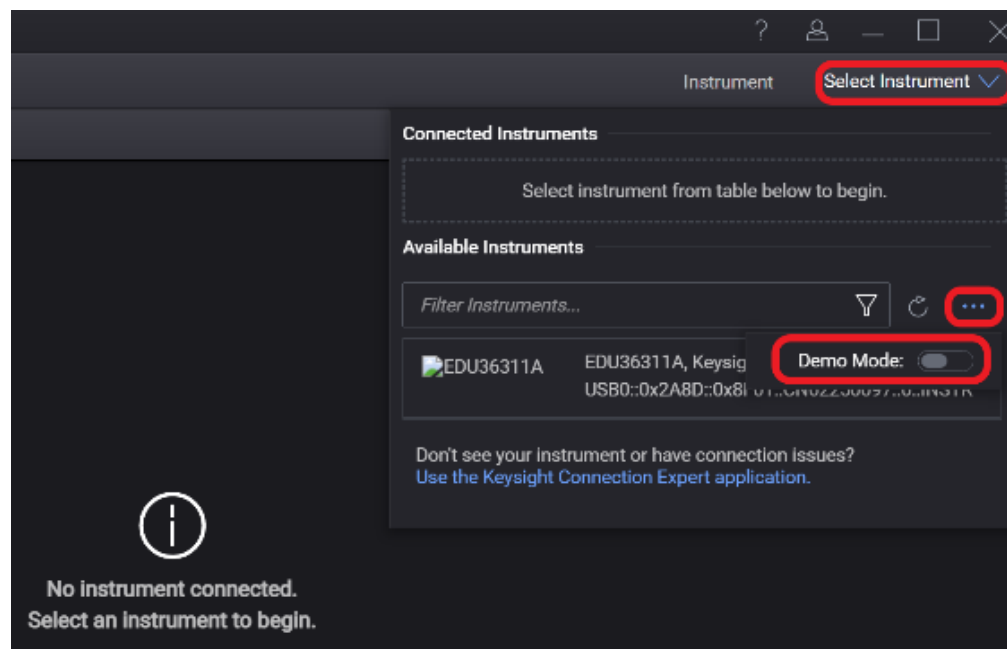 ?
Instrument Select Instrument
Connected Instruments
Select instrument from table below to begin.
Available Instruments
Filter Instruments...
...
Demo Mode:
EDU36311A
EDU36311A, Keysig
USB0::0x2A8D::0x8
Don't see your instrument or have connection issues?
Use the Keysight Connection Expert application.
No instrument connected.
Select an instrument to begin.